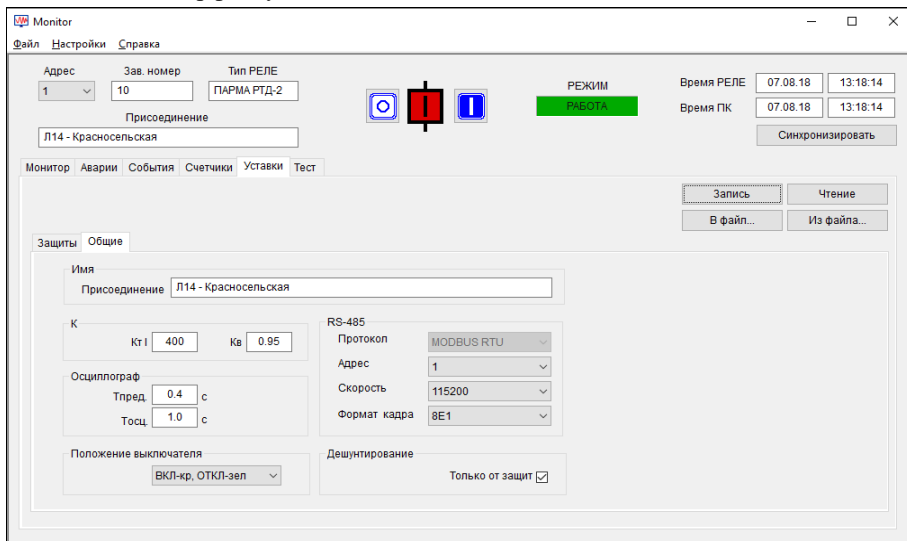 Monitor
Файл Настройки Справка
Адрес Зав. номер Тип РЕЛЕ
1 10 ПАРМА РТД-2
Присоединение
Л14 - Красносельская
РЕЖИМ
РАБОТА
Время РЕЛЕ 07.08.18 13:18:14
Время ПК 07.08.18 13:18:14
Синхронизировать
Монитор Аварии События Счетчики Уставки Тест
Запись Чтение
В файл... Из файла...
Защиты Общие
Имя
Присоединение Л14 - Красносельская
К
Кт I 400 Кв 0.95
Осциллограф
Тпред. 0.4 с
Тосц. 1.0 с
Положение выключателя
ВКЛ-кр, ОТКЛ-зел
RS-485
Протокол MODBUS RTU
Адрес 1
Скорость 115200
Формат кадра 8E1
Дешунтирование
Только от защит